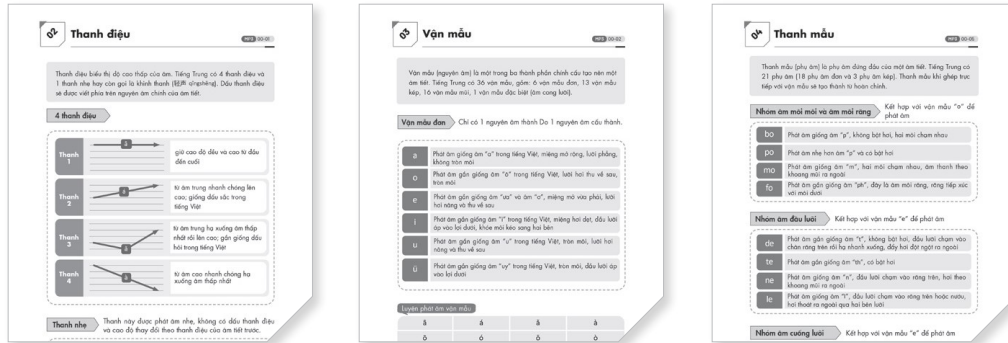 02 Thanh điệu
MP3 00-01
Thanh điệu biểu thị độ cao thấp của âm. Tiếng Trung có 4 thanh điệu và
1 thanh nhẹ hay còn gọi là khinh thanh (轻声 qīngshēng). Dấu thanh điệu
sẽ được viết phía trên nguyên âm chính của âm tiết.
4 thanh điệu
Thanh
1
ā
giữ cao độ đều và cao từ đầu
đến cuối
Thanh
2
á
từ âm trung nhanh chóng lên
cao; giống dấu sắc trong
tiếng Việt
Thanh
3
ǎ
từ âm trung hạ xuống âm thấp
nhất rồi lên cao; gần giống dấu
hỏi trong tiếng Việt
Thanh
4
à
từ âm cao nhanh chóng hạ
xuống âm thấp nhất
Thanh nhẹ
Thanh này được phát âm nhẹ, không có dấu thanh điệu
và cao độ thay đổi theo thanh điệu của âm tiết trước.
03 Vận mẫu
MP3 00-02
Vận mẫu (nguyên âm) là một trong ba thành phần chính cấu tạo nên một
âm tiết. Tiếng Trung có 36 vận mẫu, gồm: 6 vận mẫu đơn, 13 vận mẫu
kép, 16 vận mẫu mũi, 1 vận mẫu đặc biệt (âm cong lưỡi).
Vận mẫu đơn
Chỉ có 1 nguyên âm thành Do 1 nguyên âm cấu thành.
a
Phát âm giống âm "a" trong tiếng Việt, miệng mở rộng, lưỡi phẳng,
không tròn môi
o
Phát âm gần giống âm "ô" trong tiếng Việt, lưỡi hơi thu về sau,
tròn môi
e
Phát âm gần giống âm "ưa" và âm "ơ", miệng mở vừa phải, lưỡi
hơi nâng và thu về sau
i
Phát âm gần giống âm "i" trong tiếng Việt, miệng hơi dẹt, đầu lưỡi
áp vào lợi dưới, khóe môi kéo sang hai bên
u
Phát âm gần giống âm "u" trong tiếng Việt, tròn môi, lưỡi hơi
nâng và thu về sau
ü
Phát âm gần giống âm "uy" trong tiếng Việt, tròn môi, đầu lưỡi áp
vào lợi dưới
Luyện phát âm vận mẫu
ā á ǎ à
ō ó ǒ ò
04 Thanh mẫu
MP3 00-05
Thanh mẫu (phụ âm) là phụ âm đứng đầu của một âm tiết. Tiếng Trung có
21 phụ âm (18 phụ âm đơn và 3 phụ âm kép). Thanh mẫu khi ghép trực
tiếp với vận mẫu sẽ tạo thành từ hoàn chỉnh.
Nhóm âm môi môi và âm môi răng
Kết hợp với vận mẫu "o" để
phát âm
bo
Phát âm giống âm "p", không bật hơi, hai môi chạm nhau
po
Phát âm nhẹ hơn âm "p" và có bật hơi
mo
Phát âm giống âm "m", hai môi chạm nhau, âm thanh theo
khoang mũi ra ngoài
fo
Phát âm gần giống âm "ph", đây là âm môi răng, răng tiếp xúc
với môi dưới
Nhóm âm đầu lưỡi
Kết hợp với vận mẫu "e" để phát âm
de
Phát âm gần giống âm "t", không bật hơi, đầu lưỡi chạm vào
chân răng trên rồi hạ nhanh xuống, đẩy hơi đột ngột ra ngoài
te
Phát âm gần giống âm "th", có bật hơi
ne
Phát âm giống âm "n", đầu lưỡi chạm vào răng trên, hơi theo
khoang mũi ra ngoài
le
Phát âm giống âm "l", đầu lưỡi chạm vào răng trên hoặc nướu,
hơi thoát ra ngoài qua hai bên lưỡi
Nhóm âm cuống lưỡi
Kết hợp với vận mẫu "e" để phát âm